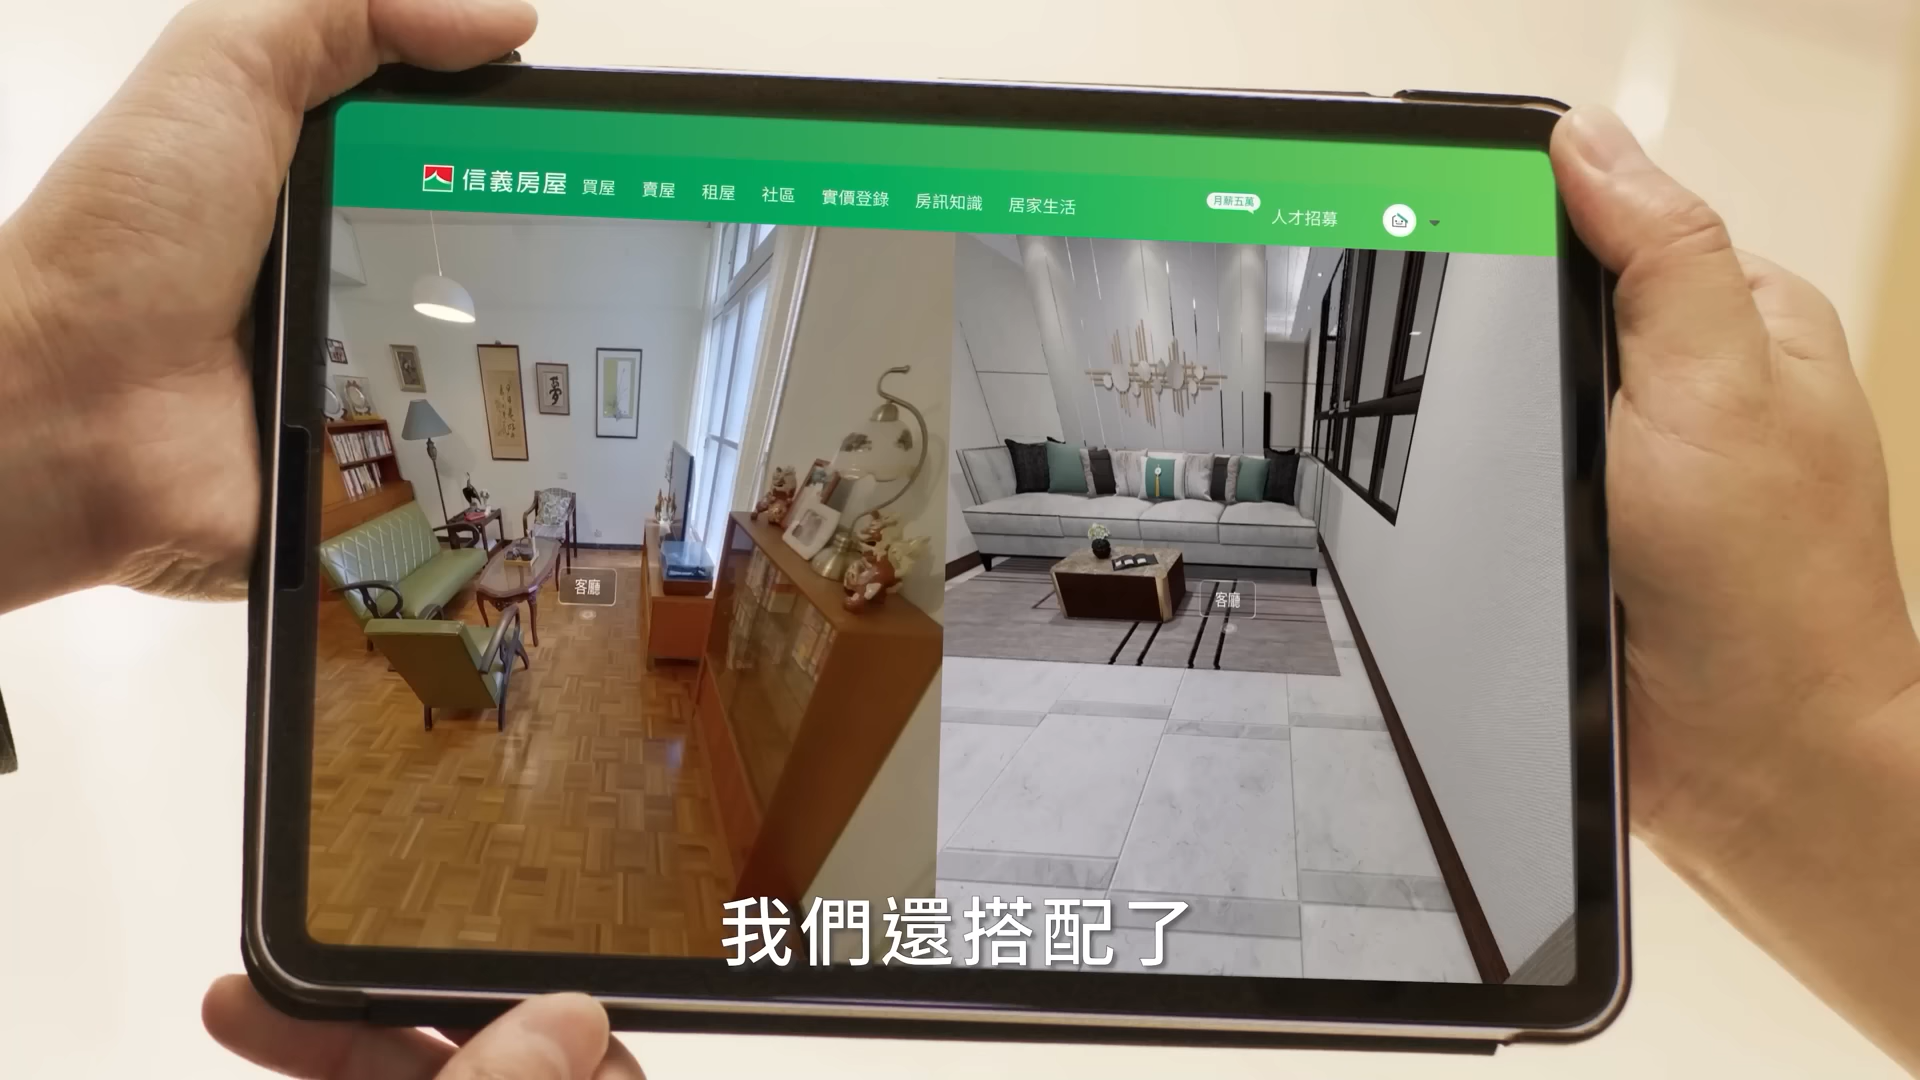 信義房屋 買屋 賣屋 租屋 社區 實價登錄 房訊知識 居家生活 月薪五萬 人才招募
夢
客廳
客廳
我們還搭配了